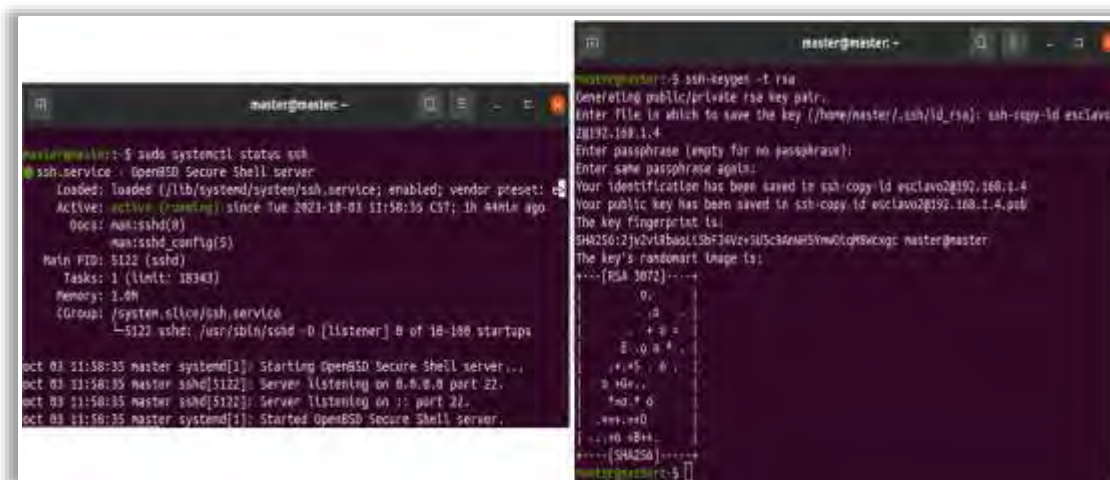 master@master: ~
master@master:~$ sudo systemctl status ssh
ssh.service - OpenBSD Secure Shell server
Loaded: loaded (/lib/systemd/system/ssh.service; enabled; vendor preset: e>
Active: active (running) since Tue 2023-10-03 11:58:35 CST; 1h 44min ago
Docs: man:sshd(8)
man:sshd_config(5)
Main PID: 5122 (sshd)
Tasks: 1 (limit: 18343)
Memory: 1.0M
CGroup: /system.slice/ssh.service
└─5122 sshd: /usr/sbin/sshd -D [listener] 0 of 10-100 startups
oct 03 11:58:35 master systemd[1]: Starting OpenBSD Secure Shell server...
oct 03 11:58:35 master sshd[5122]: Server listening on 0.0.0.0 port 22.
oct 03 11:58:35 master sshd[5122]: Server listening on :: port 22.
oct 03 11:58:35 master systemd[1]: Started OpenBSD Secure Shell server.
master@master: ~
master@master:~$ ssh-keygen -t rsa
Generating public/private rsa key pair.
Enter file in which to save the key (/home/master/.ssh/id_rsa): ssh-copy-id esclavo
2@192.168.1.4
Enter passphrase (empty for no passphrase):
Enter same passphrase again:
Your identification has been saved in ssh-copy-id esclavo2@192.168.1.4
Your public key has been saved in ssh-copy-id esclavo2@192.168.1.4.pub
The key fingerprint is:
master@master
The key's randomart image is:
+---[RSA 3072]----+
+----[SHA256]-----+
master@master:~$